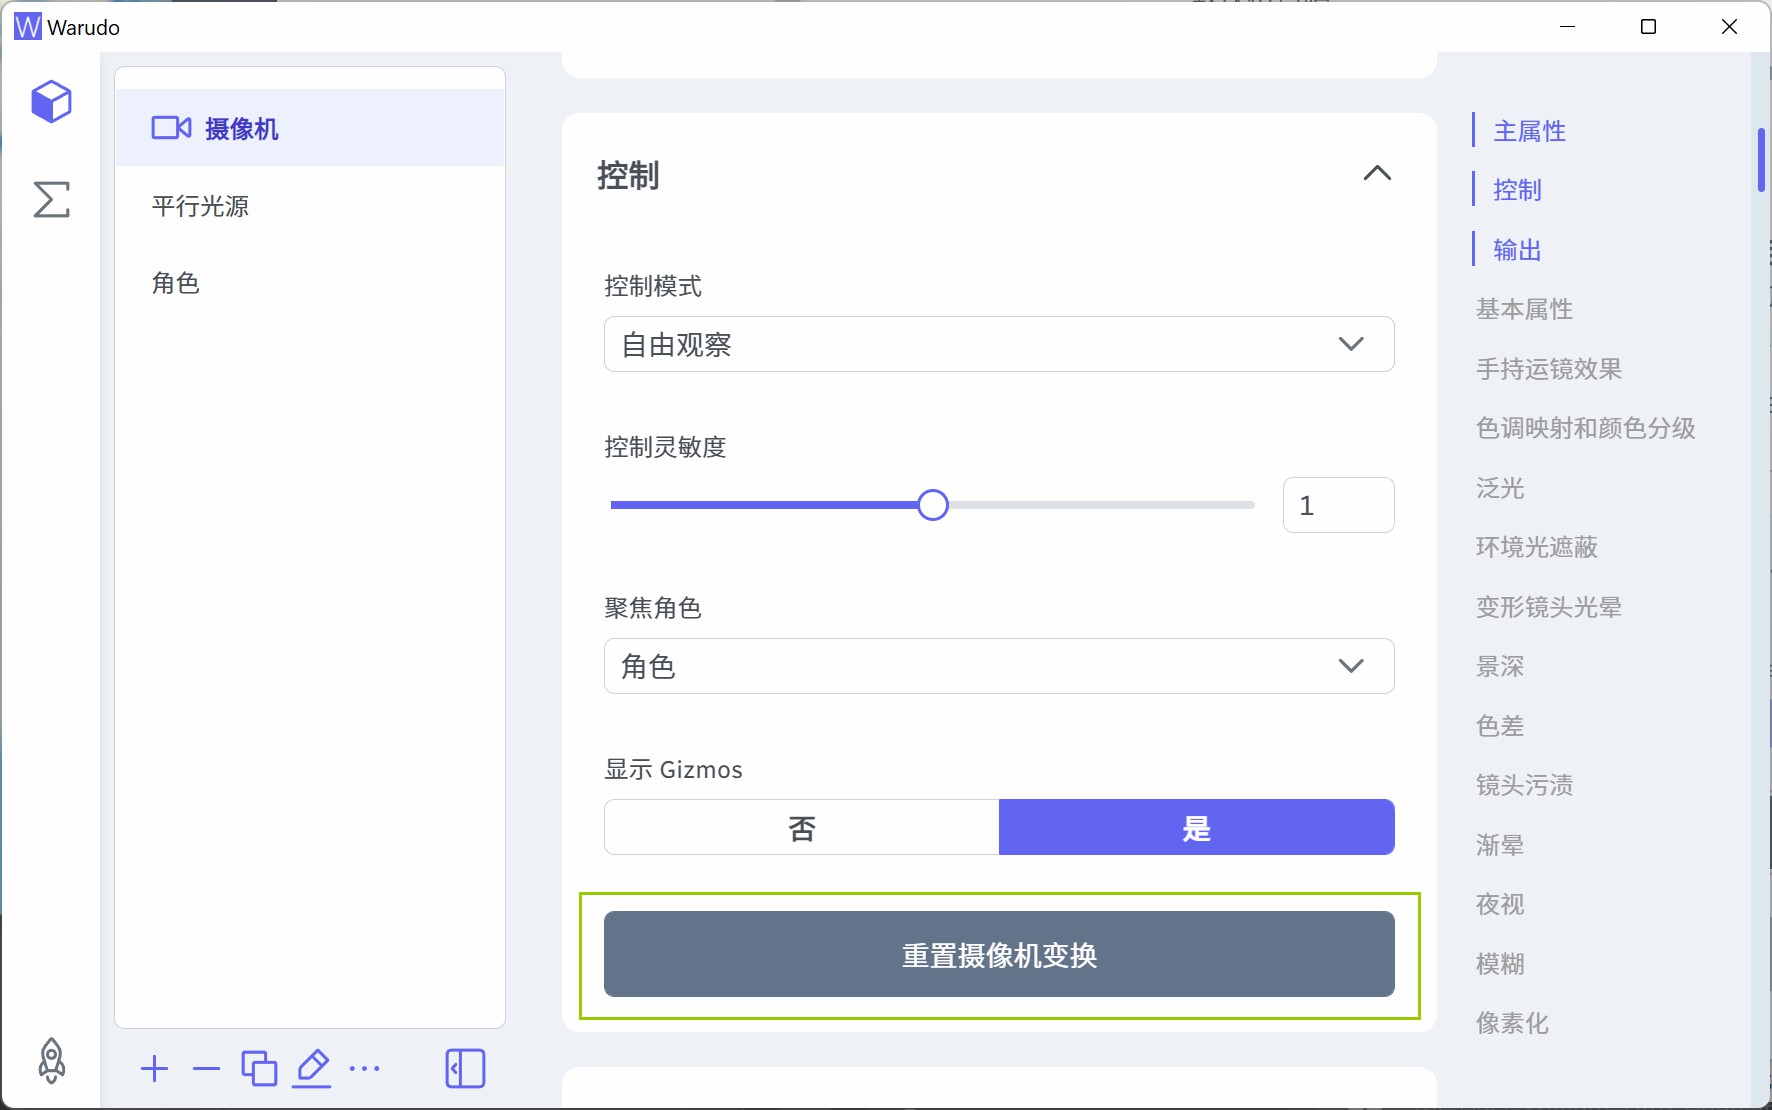 Warudo
摄像机
平行光源
角色
控制
控制模式
自由观察
控制灵敏度
1
聚焦角色
角色
显示 Gizmos
否
是
重置摄像机变换
主属性
控制
输出
基本属性
手持运镜效果
色调映射和颜色分级
泛光
环境光遮蔽
变形镜头光晕
景深
色差
镜头污渍
渐晕
夜视
模糊
像素化